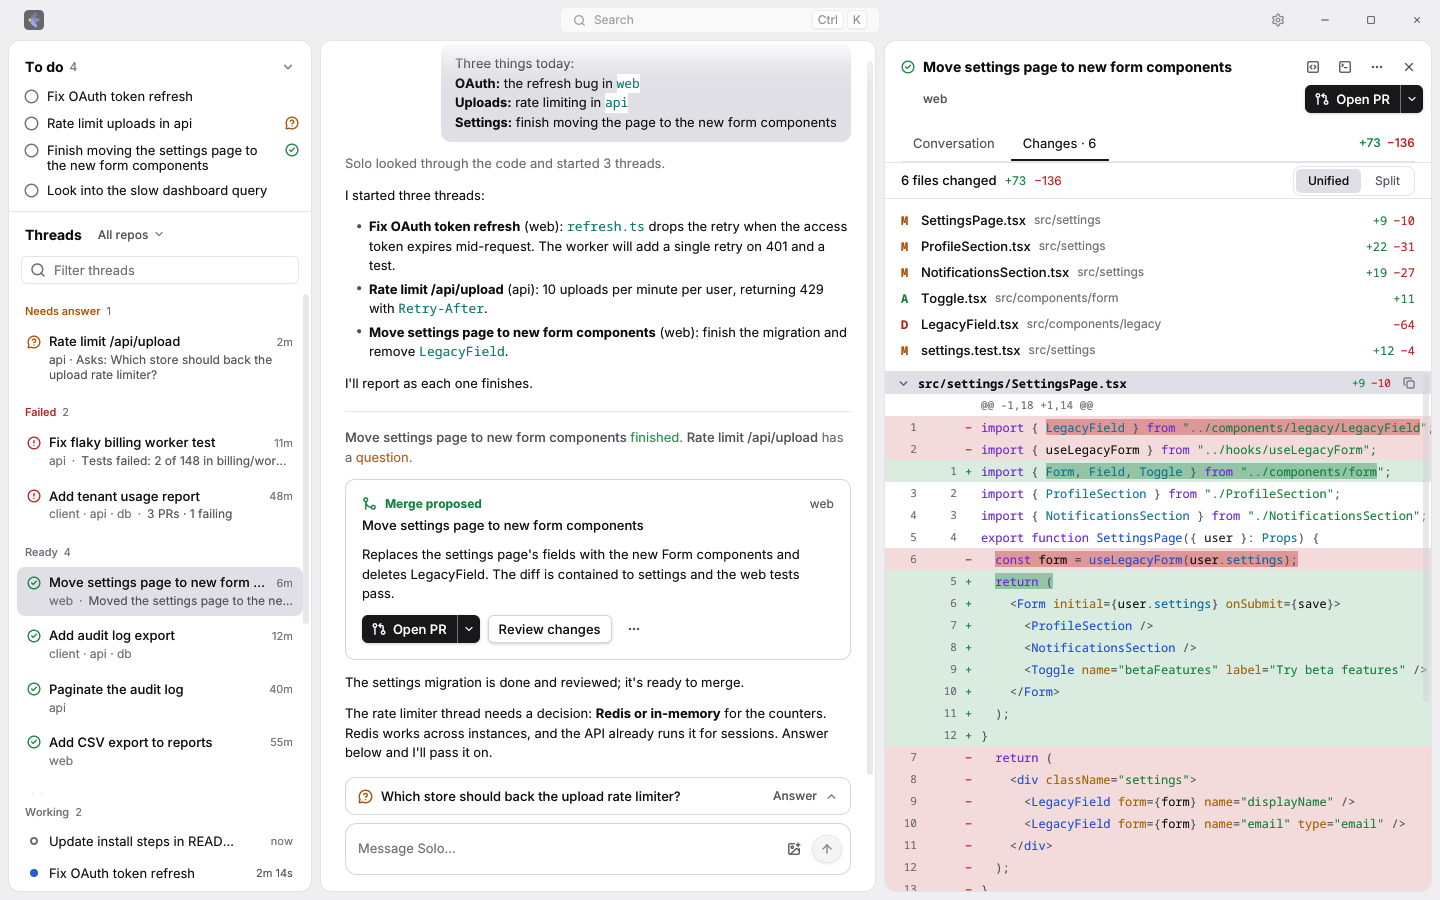 Search
Ctrl K
To do 4
Fix OAuth token refresh
Rate limit uploads in api
Finish moving the settings page to
the new form components
Look into the slow dashboard query
Threads All repos
Filter threads
Needs answer 1
Rate limit /api/upload 2m
api · Asks: Which store should back the
upload rate limiter?
Failed 2
Fix flaky billing worker test 11m
api · Tests failed: 2 of 148 in billing/wor...
Add tenant usage report 48m
client · api · db · 3 PRs · 1 failing
Ready 4
Move settings page to new form ... 6m
web · Moved the settings page to the ne...
Add audit log export 12m
client · api · db
Paginate the audit log 40m
api
Add CSV export to reports 55m
web
Working 2
Update install steps in READ... now
Fix OAuth token refresh 2m 14s
Three things today:
OAuth: the refresh bug in web
Uploads: rate limiting in api
Settings: finish moving the page to the new form components
Solo looked through the code and started 3 threads.
I started three threads:
• Fix OAuth token refresh (web): refresh.ts drops the retry when the access
token expires mid-request. The worker will add a single retry on 401 and a
test.
• Rate limit /api/upload (api): 10 uploads per minute per user, returning 429
with Retry-After.
• Move settings page to new form components (web): finish the migration and
remove LegacyField.
I'll report as each one finishes.
Move settings page to new form components finished. Rate limit /api/upload has
a question.
Merge proposed web
Move settings page to new form components
Replaces the settings page's fields with the new Form components and
deletes LegacyField. The diff is contained to settings and the web tests
pass.
Open PR Review changes ...
The settings migration is done and reviewed; it's ready to merge.
The rate limiter thread needs a decision: Redis or in-memory for the counters.
Redis works across instances, and the API already runs it for sessions. Answer
below and I'll pass it on.
Which store should back the upload rate limiter? Answer
Message Solo...
Move settings page to new form components
web
Open PR
Conversation Changes · 6 +73 −136
6 files changed +73 −136 Unified Split
M SettingsPage.tsx src/settings +9 −10
M ProfileSection.tsx src/settings +22 −31
M NotificationsSection.tsx src/settings +19 −27
A Toggle.tsx src/components/form +11
D LegacyField.tsx src/components/legacy −64
M settings.test.tsx src/settings +12 −4
src/settings/SettingsPage.tsx +9 −10
@@ -1,18 +1,14 @@
1 − import { LegacyField } from "../components/legacy/LegacyField";
2 − import { useLegacyForm } from "../hooks/useLegacyForm";
1 + import { Form, Field, Toggle } from "../components/form";
3 2 import { ProfileSection } from "./ProfileSection";
4 3 import { NotificationsSection } from "./NotificationsSection";
5 4 export function SettingsPage({ user }: Props) {
6 − const form = useLegacyForm(user.settings);
5 + return (
6 + <Form initial={user.settings} onSubmit={save}>
7 + <ProfileSection />
8 + <NotificationsSection />
9 + <Toggle name="betaFeatures" label="Try beta features" />
10 + </Form>
11 + );
12 + }
7 − return (
8 − <div className="settings">
9 − <LegacyField form={form} name="displayName" />
10 − <LegacyField form={form} name="email" type="email" />
11 − </div>
12 − );
13 − }